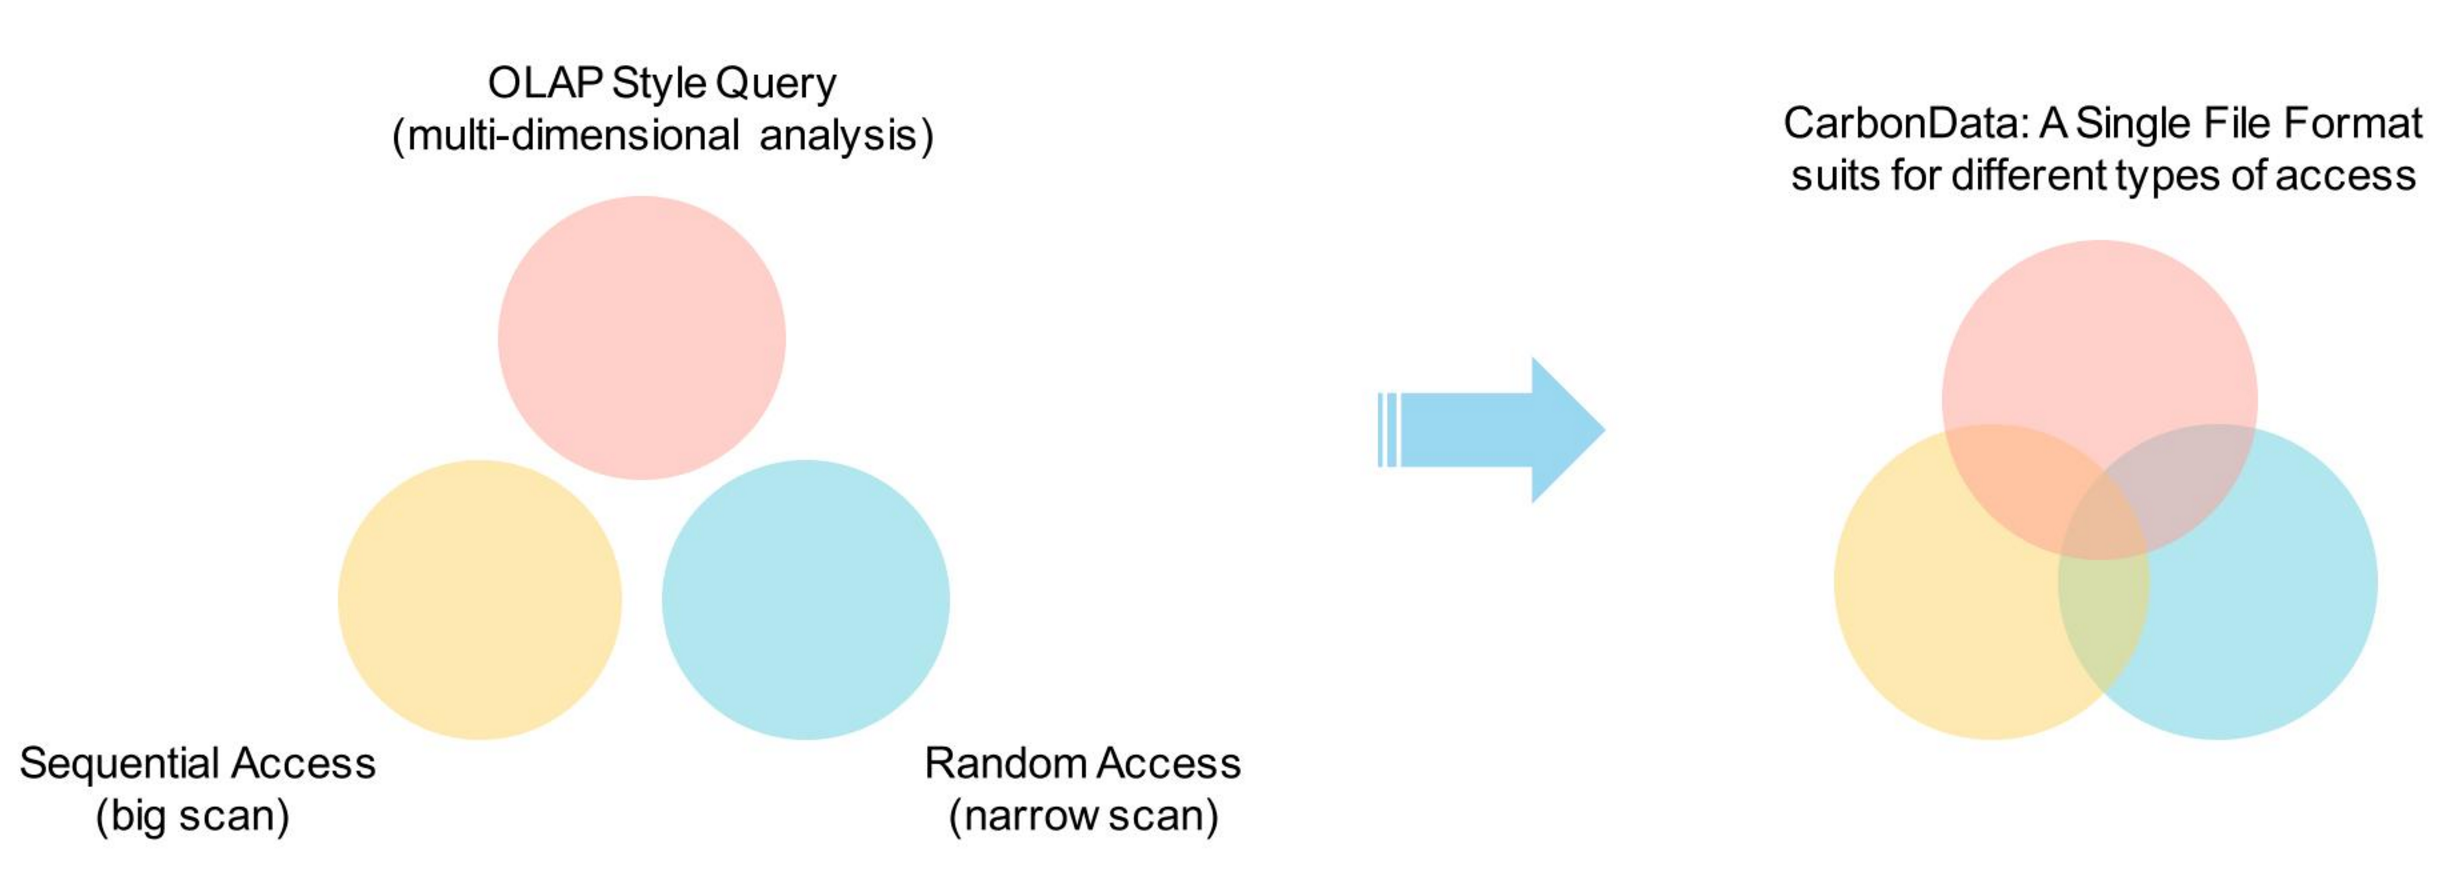 OLAP Style Query
(multi-dimensional analysis)
CarbonData: A Single File Format
suits for different types of access
Sequential Access
(big scan)
Random Access
(narrow scan)